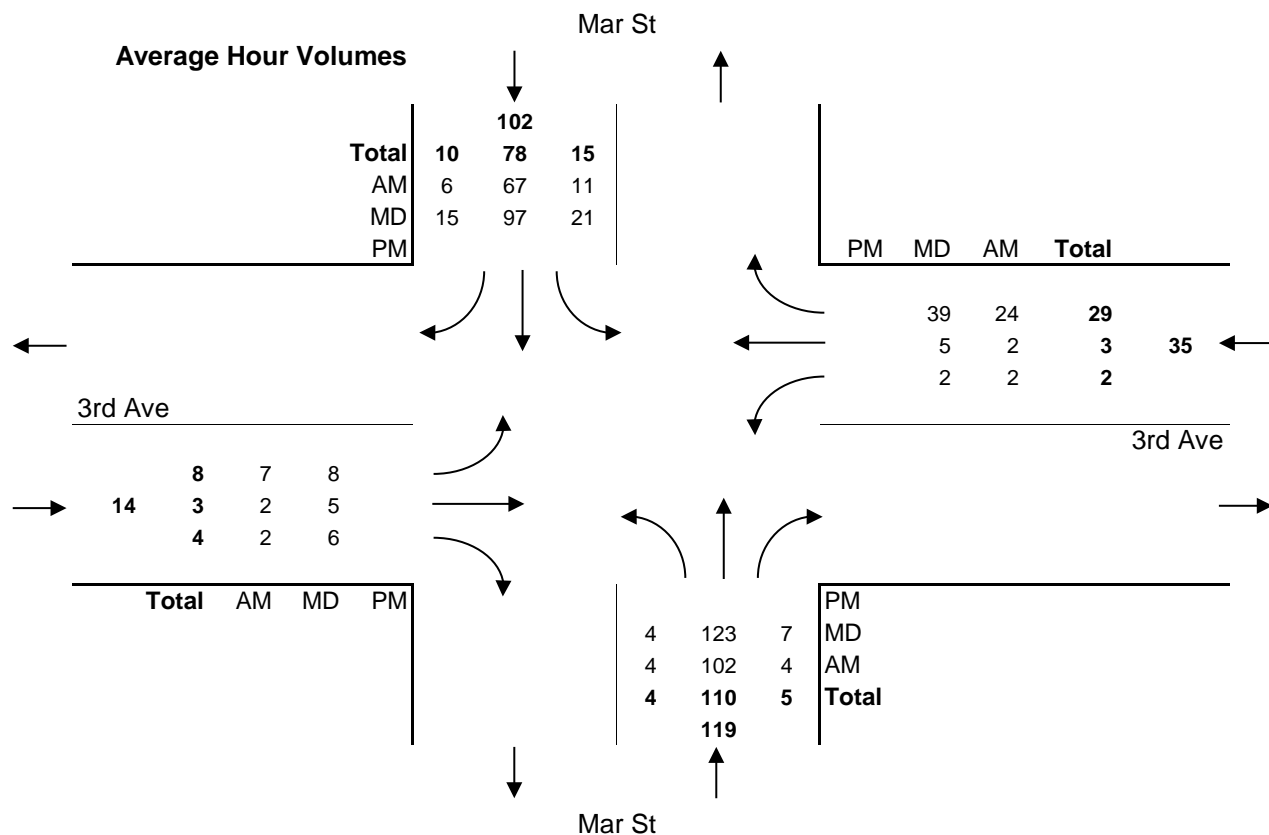 Mar St
Average Hour Volumes
102
Total 10 78 15
AM 6 67 11
MD 15 97 21
PM
PM MD AM Total
39 24 29
5 2 3 35
2 2 2
3rd Ave
3rd Ave
8 7 8
14 3 2 5
4 2 6
Total AM MD PM
PM
4 123 7 MD
4 102 4 AM
4 110 5 Total
119
Mar St